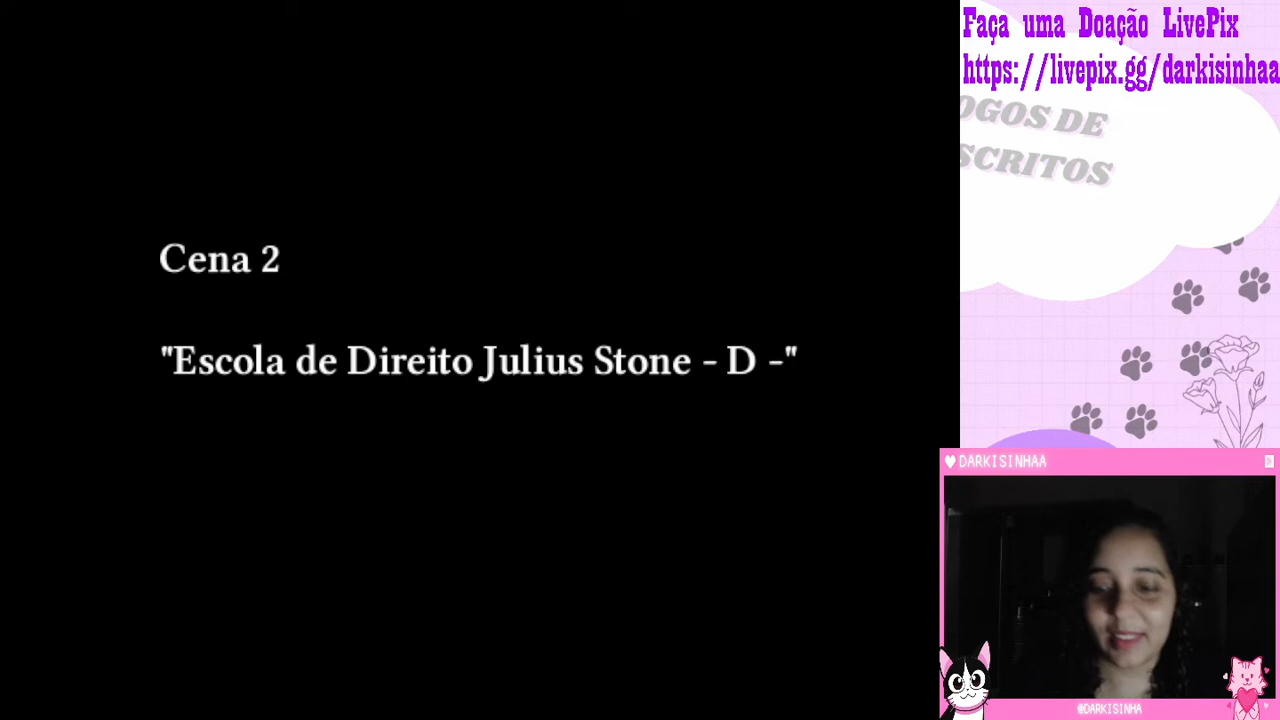 Faça uma Doação LivePix
https://livepix.gg/darkisinhaa
OGOS DE
SCRITOS
Cena 2
"Escola de Direito Julius Stone - D -"
DARKISINHAA
@DARKISINHA